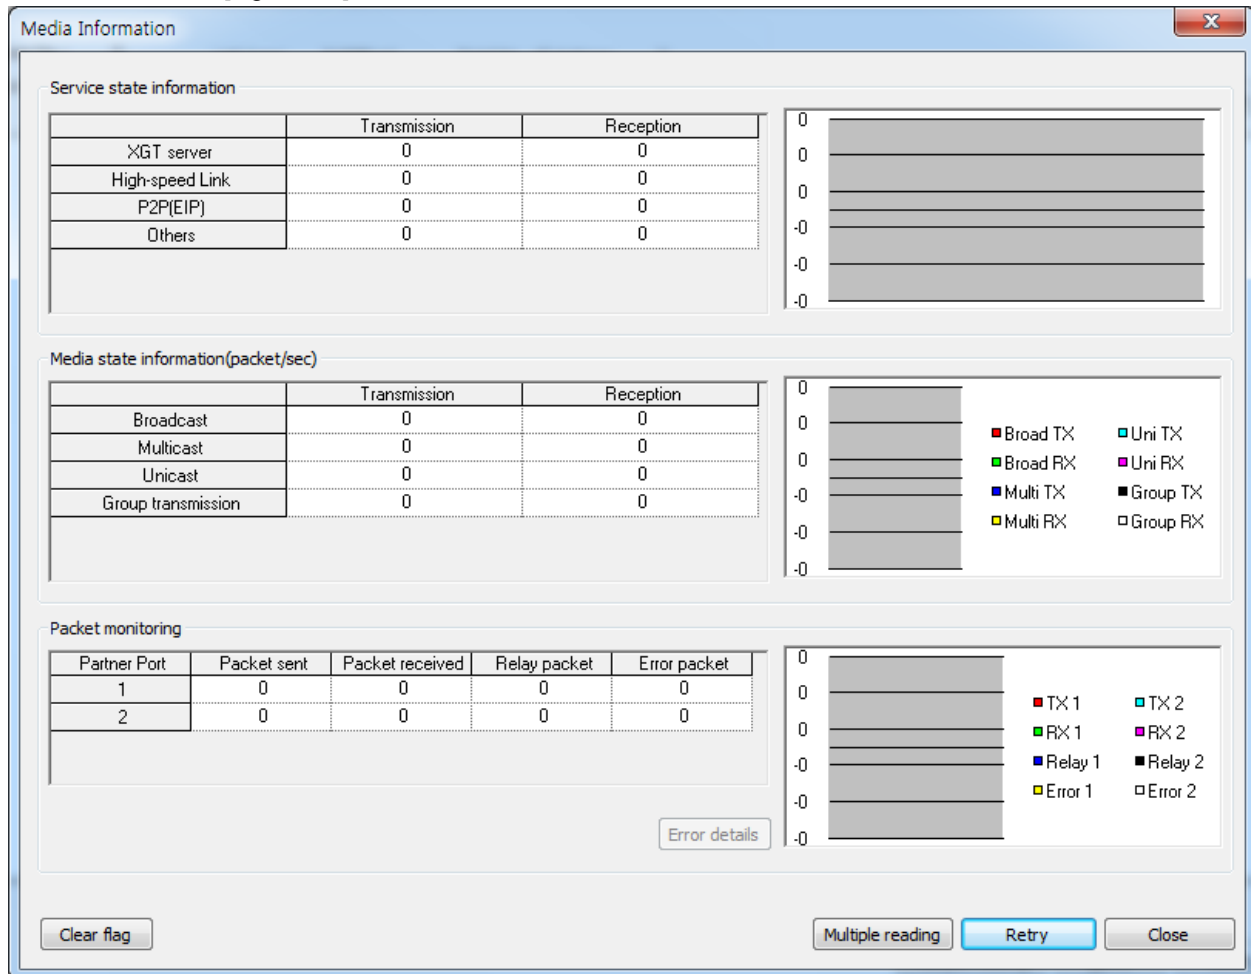 Media Information
X
Service state information
Transmission Reception
XGT server 0 0
High-speed Link 0 0
P2P(EIP) 0 0
Others 0 0
0
0
0
-0
-0
-0
Media state information(packet/sec)
Transmission Reception
Broadcast 0 0
Multicast 0 0
Unicast 0 0
Group transmission 0 0
0
0
0
-0
-0
-0
Broad TX Uni TX
Broad RX Uni RX
Multi TX Group TX
Multi RX Group RX
Packet monitoring
Partner Port Packet sent Packet received Relay packet Error packet
1 0 0 0 0
2 0 0 0 0
Error details
0
0
0
-0
-0
-0
TX 1 TX 2
RX 1 RX 2
Relay 1 Relay 2
Error 1 Error 2
Clear flag Multiple reading Retry Close